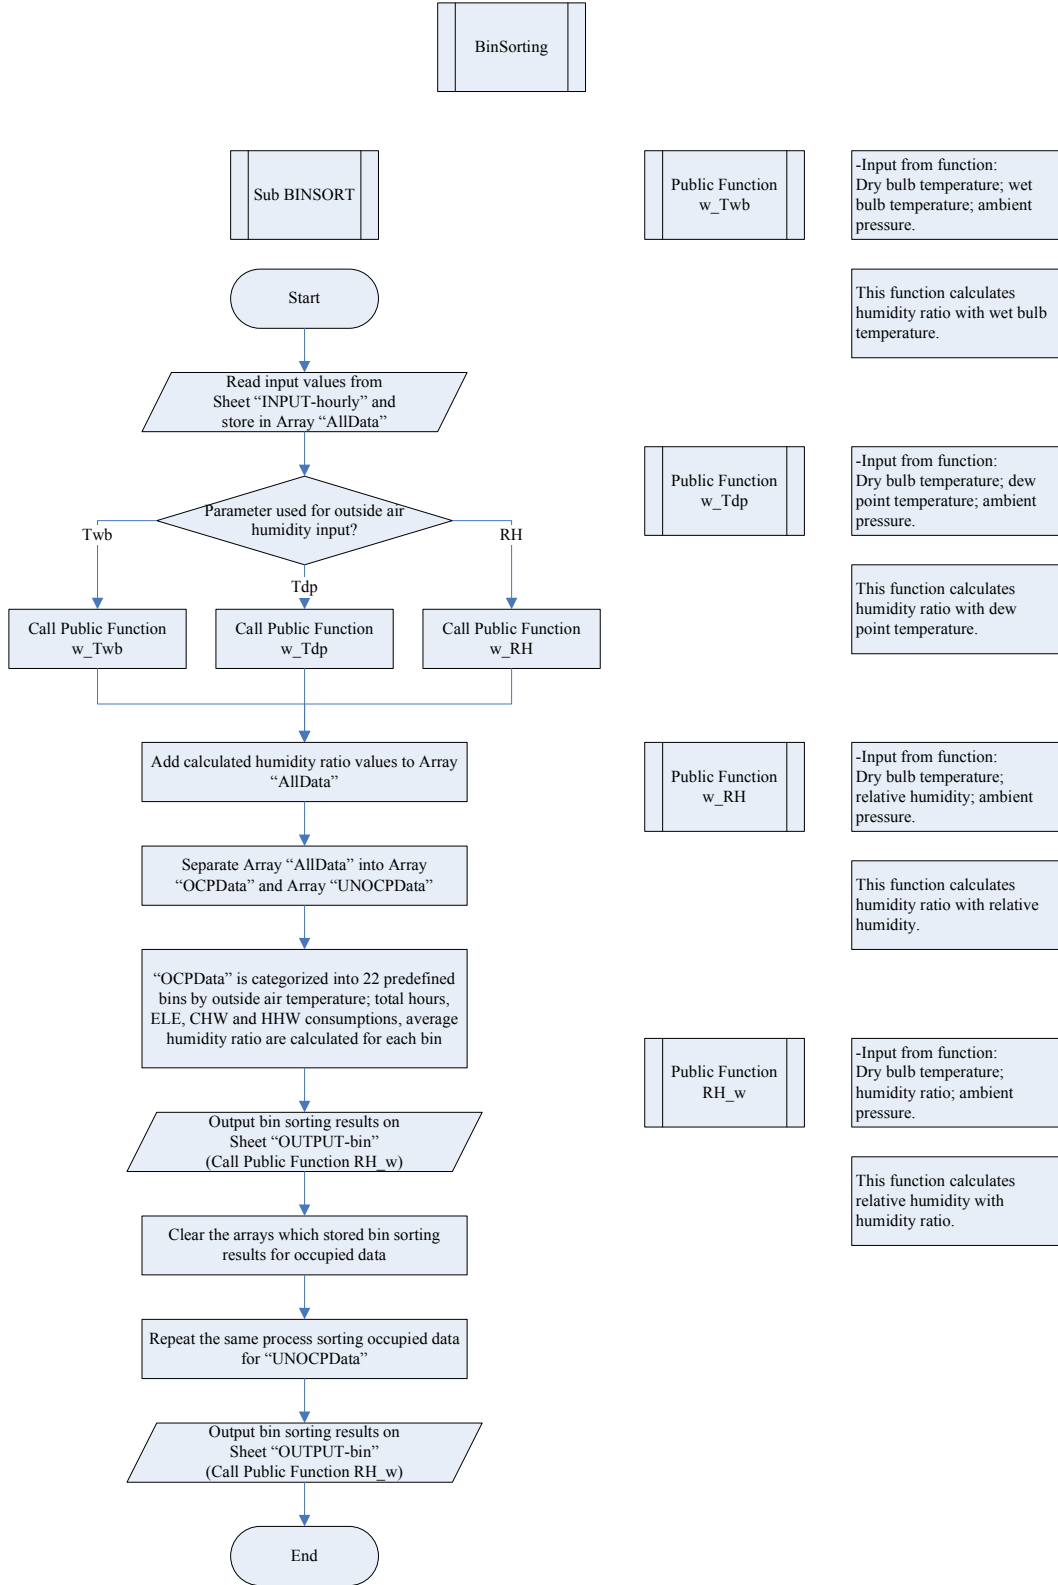 BinSorting
Sub BINSORT
Start
Read input values from
Sheet “INPUT-hourly” and
store in Array “AllData”
Parameter used for outside air
humidity input?
Twb
Tdp
RH
Call Public Function
w_Twb
Call Public Function
w_Tdp
Call Public Function
w_RH
Add calculated humidity ratio values to Array
“AllData”
Separate Array “AllData” into Array
“OCPData” and Array “UNOCPData”
“OCPData” is categorized into 22 predefined
bins by outside air temperature; total hours,
ELE, CHW and HHW consumptions, average
humidity ratio are calculated for each bin
Output bin sorting results on
Sheet “OUTPUT-bin”
(Call Public Function RH_w)
Clear the arrays which stored bin sorting
results for occupied data
Repeat the same process sorting occupied data
for “UNOCPData”
Output bin sorting results on
Sheet “OUTPUT-bin”
(Call Public Function RH_w)
End
Public Function
w_Twb
-Input from function:
Dry bulb temperature; wet
bulb temperature; ambient
pressure.
This function calculates
humidity ratio with wet bulb
temperature.
Public Function
w_Tdp
-Input from function:
Dry bulb temperature; dew
point temperature; ambient
pressure.
This function calculates
humidity ratio with dew
point temperature.
Public Function
w_RH
-Input from function:
Dry bulb temperature;
relative humidity; ambient
pressure.
This function calculates
humidity ratio with relative
humidity.
Public Function
RH_w
-Input from function:
Dry bulb temperature;
humidity ratio; ambient
pressure.
This function calculates
relative humidity with
humidity ratio.